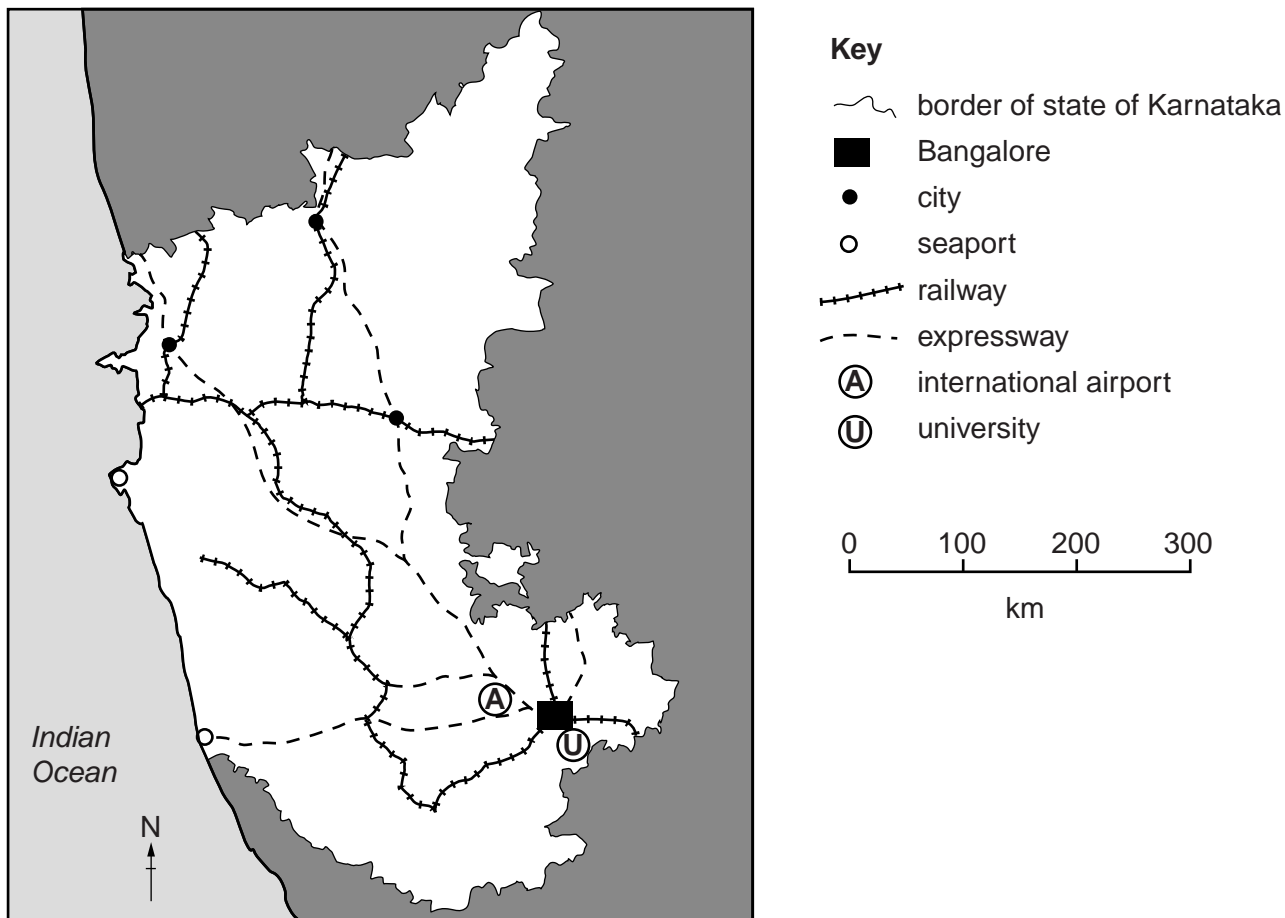 Indian
Ocean
N
A
U
Key
border of state of Karnataka
Bangalore
city
seaport
railway
expressway
A
international airport
U
university
0 100 200 300
km